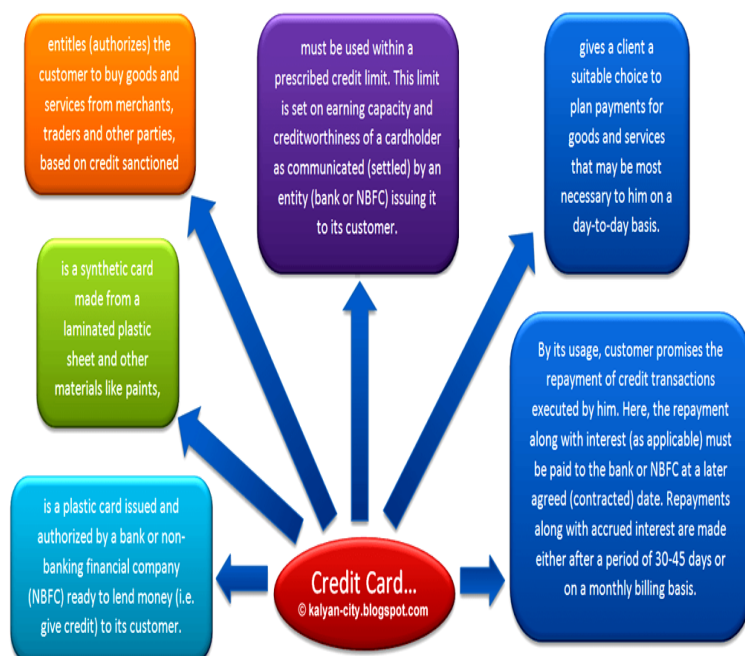 entitles (authorizes) the
customer to buy goods and
services from merchants,
traders and other parties,
based on credit sanctioned
must be used within a
prescribed credit limit. This limit
is set on earning capacity and
creditworthiness of a cardholder
as communicated (settled) by an
entity (bank or NBFC) issuing it
to its customer.
gives a client a
suitable choice to
plan payments for
goods and services
that may be most
necessary to him on a
day-to-day basis.
is a synthetic card
made from a
laminated plastic
sheet and other
materials like paints,
By its usage, customer promises the
repayment of credit transactions
executed by him. Here, the repayment
along with interest (as applicable) must
be paid to the bank or NBFC at a later
agreed (contracted) date. Repayments
along with accrued interest are made
either after a period of 30-45 days or
on a monthly billing basis.
is a plastic card issued and
authorized by a bank or non-
banking financial company
(NBFC) ready to lend money (i.e.
give credit) to its customer.
Credit Card...
© kalyan-city.blogspot.com